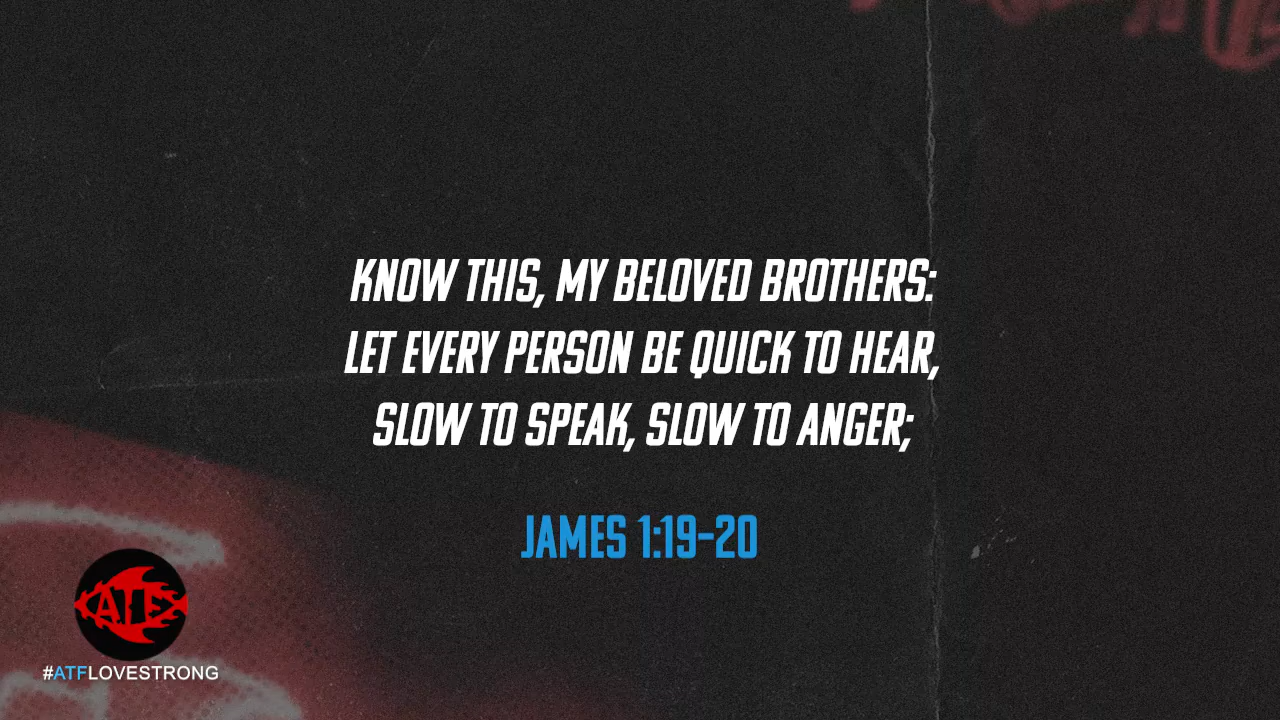 KNOW THIS, MY BELOVED BROTHERS:
LET EVERY PERSON BE QUICK TO HEAR,
SLOW TO SPEAK, SLOW TO ANGER;
JAMES 1:19-20
ATF
#ATFLOVESTRONG